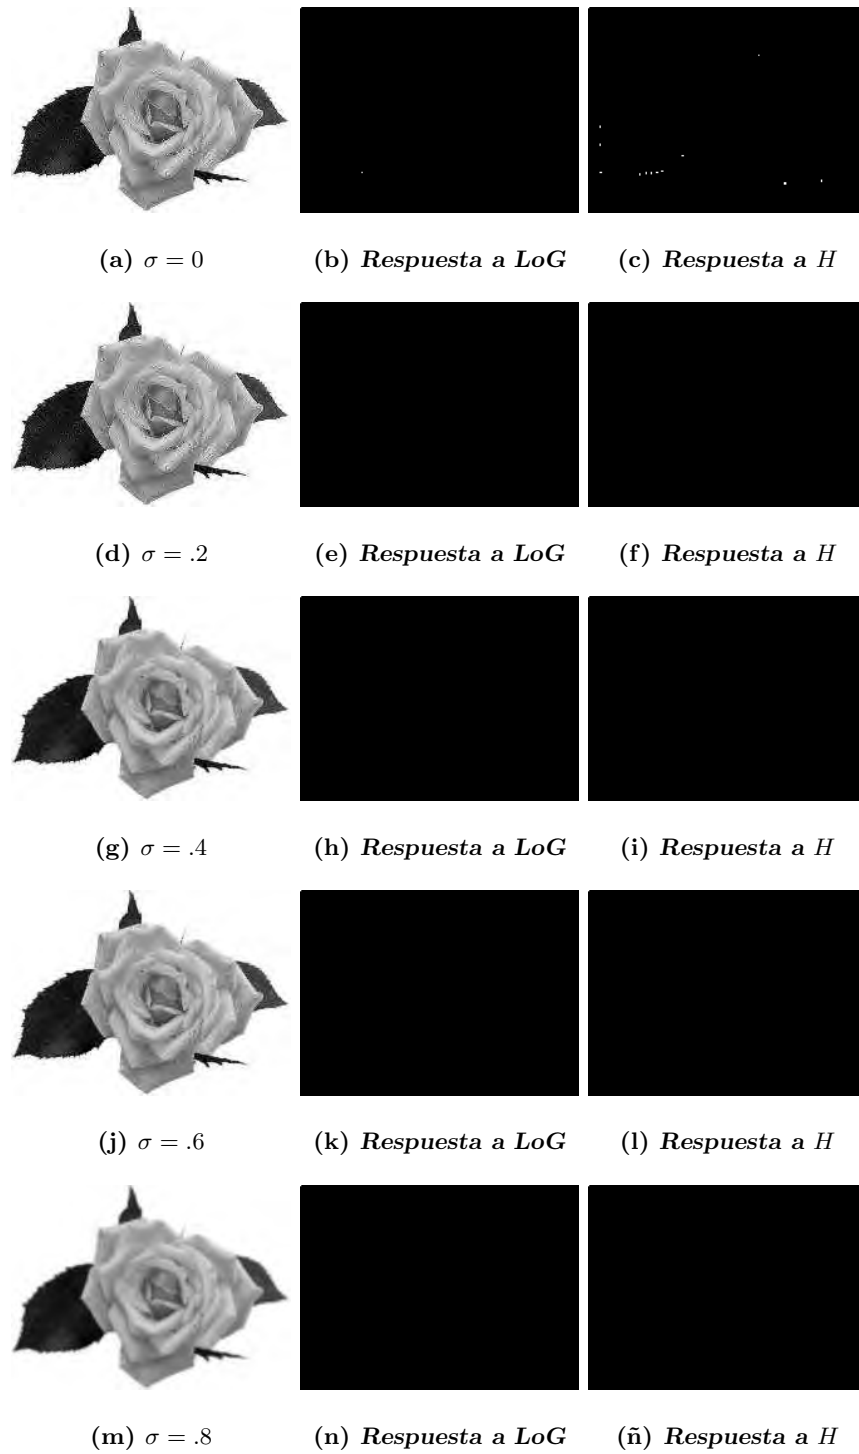 (a) σ = 0 (b) Respuesta a LoG (c) Respuesta a H
(d) σ = .2 (e) Respuesta a LoG (f) Respuesta a H
(g) σ = .4 (h) Respuesta a LoG (i) Respuesta a H
(j) σ = .6 (k) Respuesta a LoG (l) Respuesta a H
(m) σ = .8 (n) Respuesta a LoG (ñ) Respuesta a H